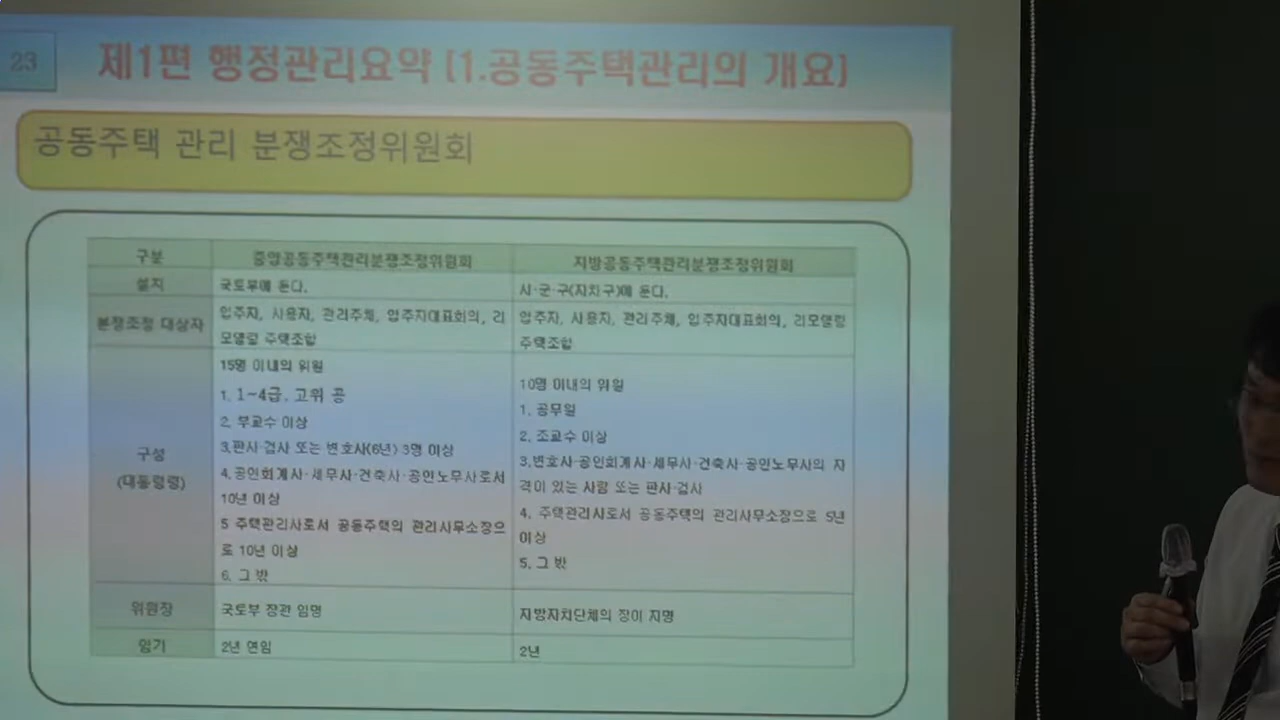 23
제1편 행정관리요약 [1.공동주택관리의 개요]
공동주택 관리 분쟁조정위원회
구분 중앙공동주택관리분쟁조정위원회 지방공동주택관리분쟁조정위원회
설치 국토부에 둔다. 시·군·구(자치구)에 둔다.
분쟁조정 대상자
입주자, 사용자, 관리주체, 입주자대표회의, 리
모델링 주택조합
입주자, 사용자, 관리주체, 입주자대표회의, 리모델링
주택조합
구성
(대통령령)
15명 이내의 위원
1. 1~4급. 고위 공
2. 부교수 이상
3.판사·검사 또는 변호사(6년) 3명 이상
4.공인회계사·세무사·건축사·공인노무사로서
10년 이상
5 주택관리사로서 공동주택의 관리사무소장으
로 10년 이상
6. 그 밖
10명 이내의 위원
1. 공무원
2. 조교수 이상
3.변호사·공인회계사·세무사·건축사·공인노무사의 자
격이 있는 사람 또는 판사·검사
4. 주택관리사로서 공동주택의 관리사무소장으로 5년
이상
5. 그 밖
위원장 국토부 장관 임명 지방자치단체의 장이 지명
임기 2년 연임 2년